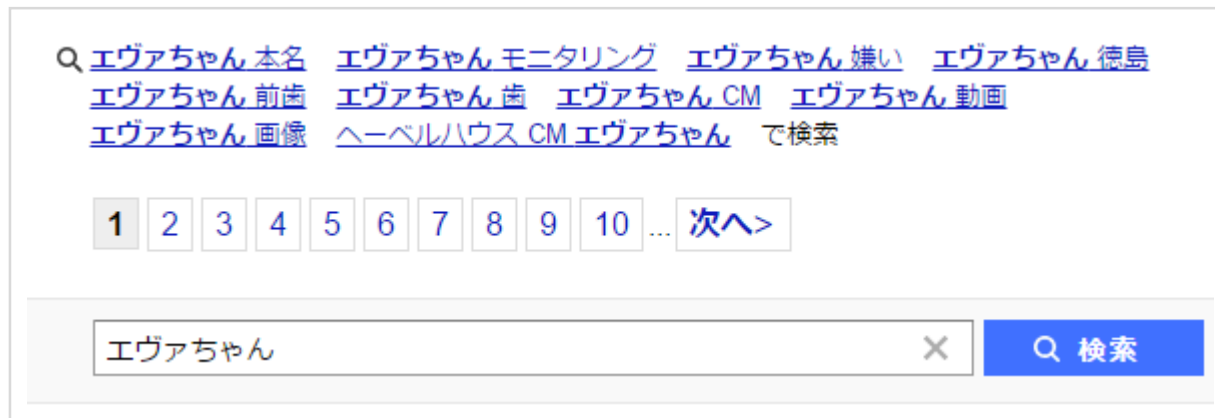 エヴァちゃん 本名 エヴァちゃん モニタリング エヴァちゃん 嫌い エヴァちゃん 徳島
エヴァちゃん 前歯 エヴァちゃん 歯 エヴァちゃん CM エヴァちゃん 動画
エヴァちゃん 画像 ヘーベルハウス CM エヴァちゃん で検索
1 2 3 4 5 6 7 8 9 10 ... 次へ>
エヴァちゃん × 検索